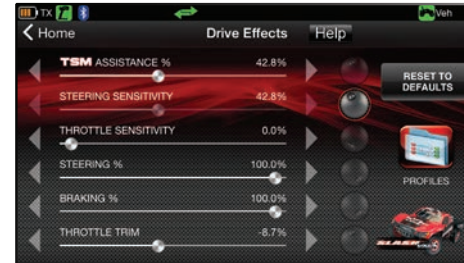 TX Veh
Home Drive Effects Help
TSM ASSISTANCE % 42.8%
RESET TO
DEFAULTS
STEERING SENSITIVITY 42.8%
THROTTLE SENSITIVITY 0.0%
STEERING % 100.0%
PROFILES
BRAKING % 100.0%
THROTTLE TRIM -8.7%
SLASH